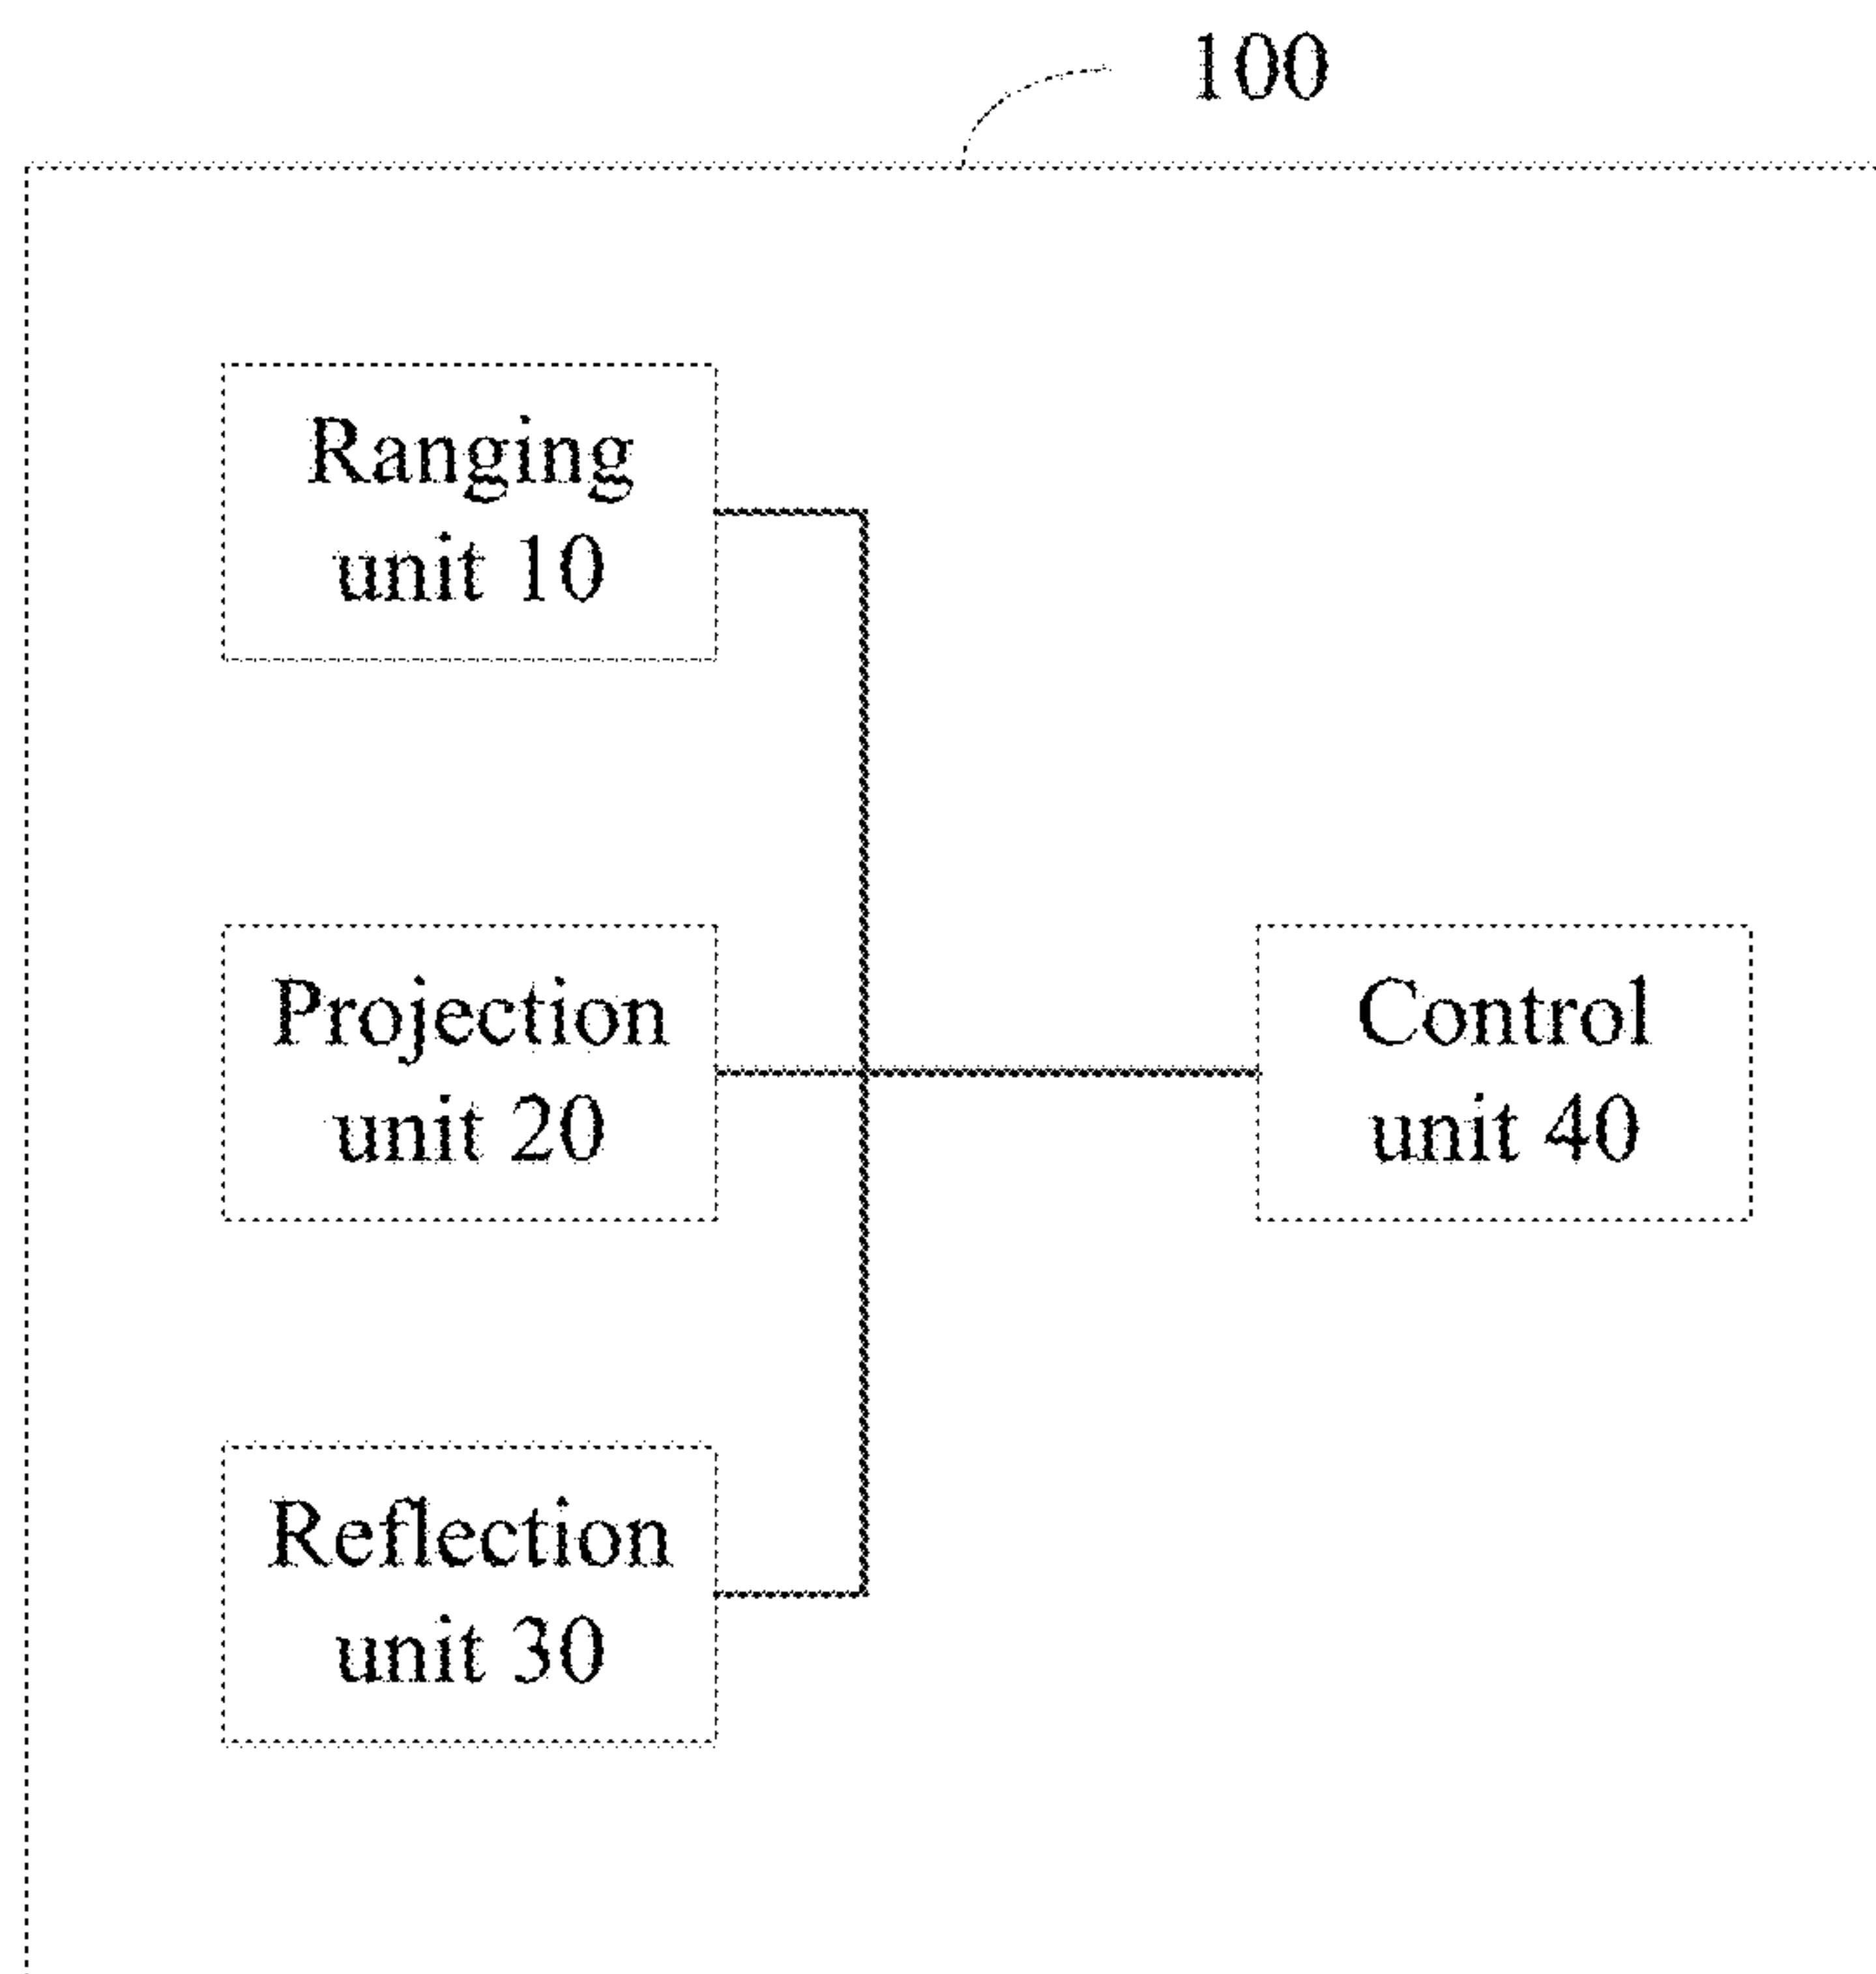 100
Ranging
unit 10
Projection
unit 20
Control
unit 40
Reflection
unit 30